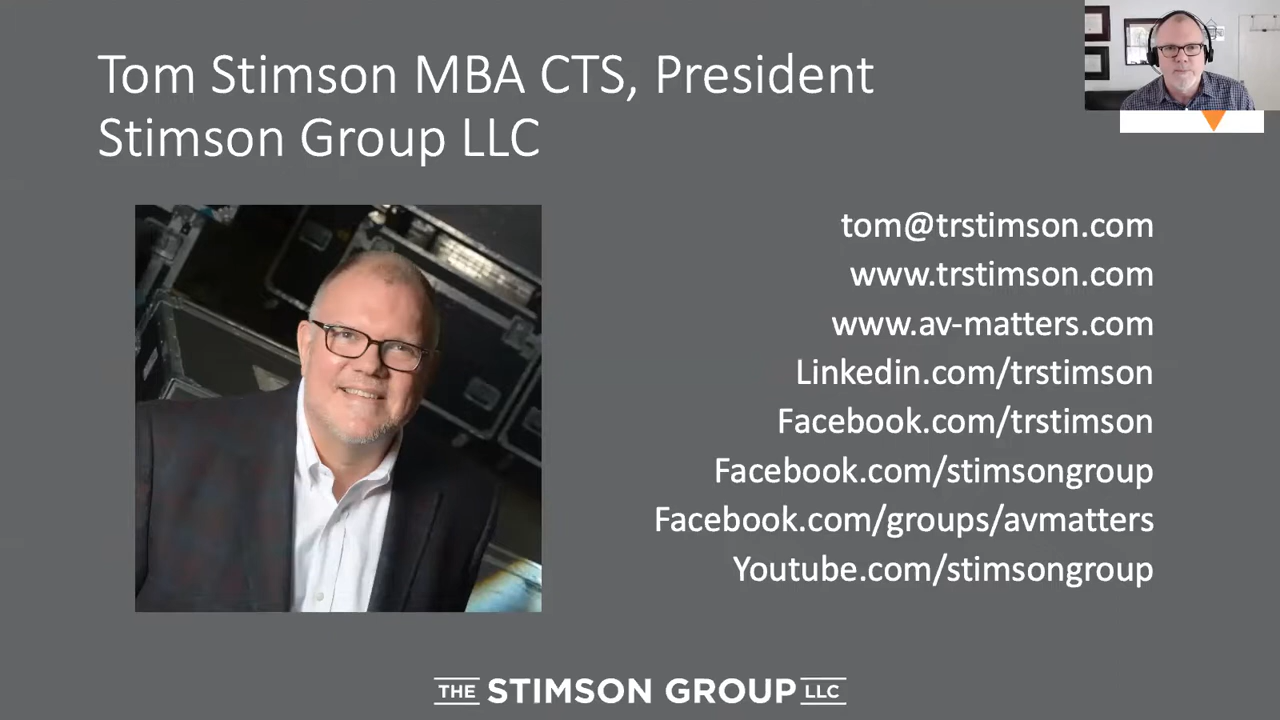 Tom Stimson MBA CTS, President
Stimson Group LLC
tom@trstimson.com
www.trstimson.com
www.av-matters.com
Linkedin.com/trstimson
Facebook.com/trstimson
Facebook.com/stimsongroup
Facebook.com/groups/avmatters
Youtube.com/stimsongroup
THE STIMSON GROUP LLC